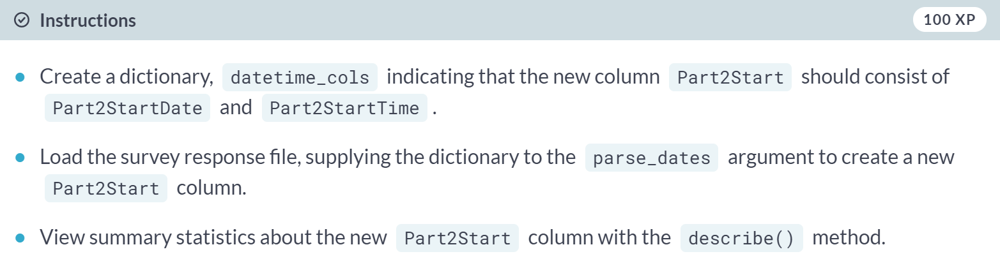 Instructions
100 XP
Create a dictionary, datetime_cols indicating that the new column Part2Start should consist of
Part2StartDate and Part2StartTime .
Load the survey response file, supplying the dictionary to the parse_dates argument to create a new
Part2Start column.
View summary statistics about the new Part2Start column with the describe() method.